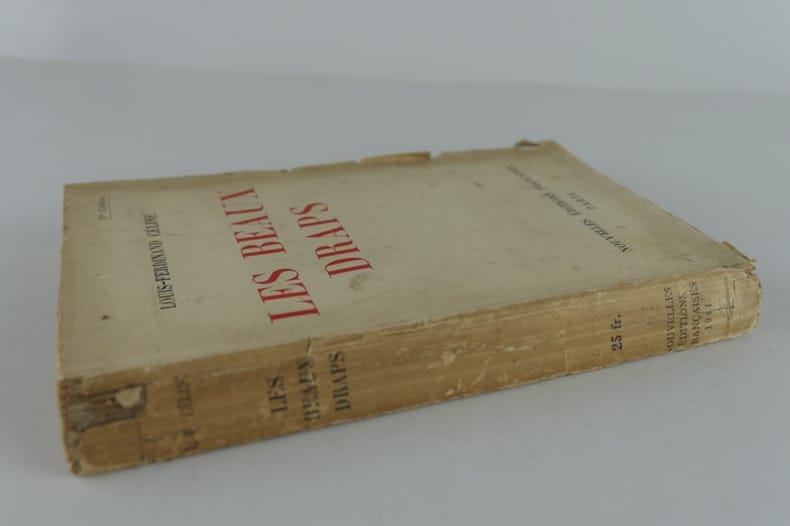 LOUIS-FERDINAND CÉLINE
LES BEAUX
DRAPS
NOUVELLES ÉDITIONS FRANÇAISES
PARIS
LES
BEAUX
DRAPS
25 fr.
NOUVELLES
ÉDITIONS
FRANÇAISES
1941